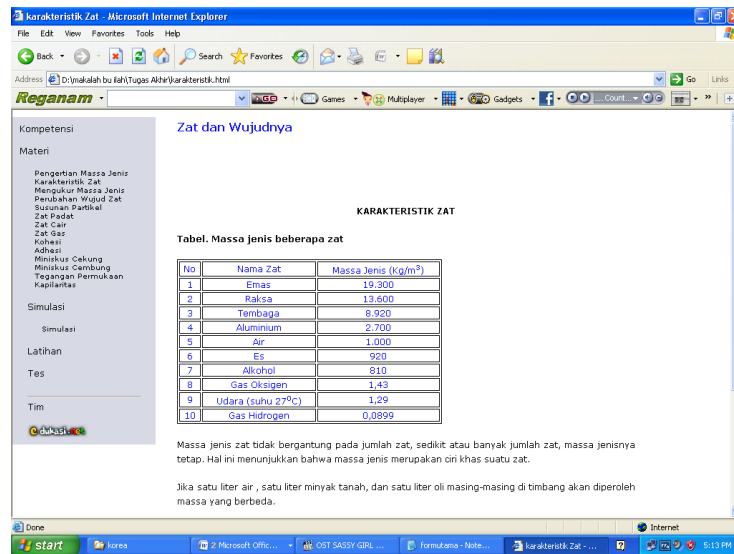 karakteristik Zat - Microsoft Internet Explorer
File Edit View Favorites Tools Help
Back Search Favorites
Address D:\makalah bu ilah\Tugas Akhir\karakteristik.html Go Links
Reganam GO Games Multiplayer Gadgets ...Count...
Kompetensi
Materi
Pengertian Massa Jenis
Karakteristik Zat
Mengukur Massa Jenis
Perubahan Wujud Zat
Susunan Partikel
Zat Padat
Zat Cair
Zat Gas
Kohesi
Adhesi
Miniskus Cekung
Miniskus Cembung
Tegangan Permukaan
Kapilaritas
Simulasi
Simulasi
Latihan
Tes
Tim
Zat dan Wujudnya
KARAKTERISTIK ZAT
Tabel. Massa jenis beberapa zat
No Nama Zat Massa Jenis (Kg/m³)
1 Emas 19.300
2 Raksa 13.600
3 Tembaga 8.920
4 Aluminium 2.700
5 Air 1.000
6 Es 920
7 Alkohol 810
8 Gas Oksigen 1,43
9 Udara (suhu 27⁰C) 1,29
10 Gas Hidrogen 0,0899
Massa jenis zat tidak bergantung pada jumlah zat, sedikit atau banyak jumlah zat, massa jenisnya
tetap. Hal ini menunjukkan bahwa massa jenis merupakan ciri khas suatu zat.
Jika satu liter air , satu liter minyak tanah, dan satu liter oli masing-masing di timbang akan diperoleh
massa yang berbeda.
Done Internet
start korea 2 Microsoft Offic... OST SASSY GIRL ... formutama - Note... karakteristik Zat - ... 5:13 PM